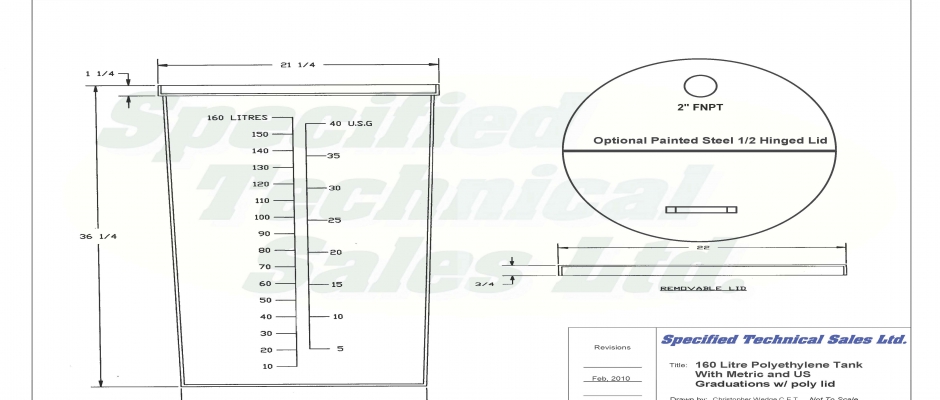 21 1/4
1 1/4
36 1/4
160 LITRES
150
140
130
120
110
100
90
80
70
60
50
40
30
20
10
40 U.S.G
35
30
25
20
15
10
5
2" FNPT
Optional Painted Steel 1/2 Hinged Lid
22
3/4
REMOVABLE LID
Specified
Technical
Sales Ltd.
Specified Technical Sales Ltd.
Revisions
Feb, 2010
Title: 160 Litre Polyethylene Tank
With Metric and US
Graduations w/ poly lid
Drawn by: Christopher Wedge C.E.T. Not To Scale